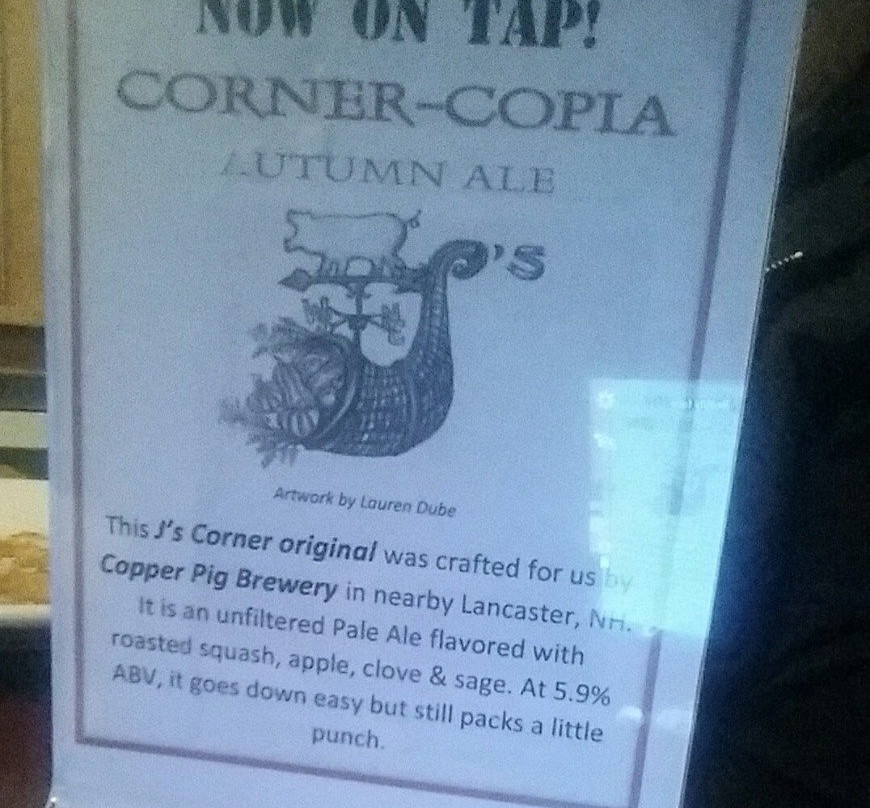 NOW ON TAP!
CORNER-COPIA
AUTUMN ALE
J's
Artwork by Lauren Dube
This J's Corner original was crafted for us by
Copper Pig Brewery in nearby Lancaster, NH.
It is an unfiltered Pale Ale flavored with
roasted squash, apple, clove & sage. At 5.9%
ABV, it goes down easy but still packs a little
punch.